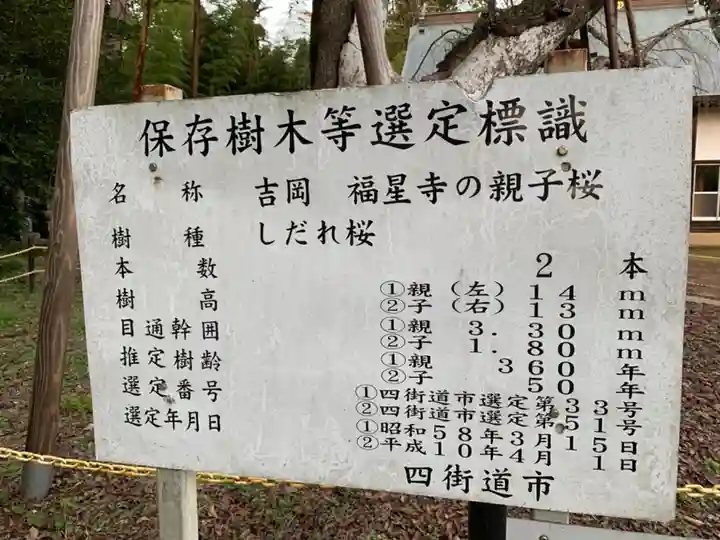 保存樹木等選定標識
名称 吉岡 福星寺の親子桜
樹種 しだれ桜
本数 2本
樹高 ①親(左) 14m
②子(右) 13m
目通幹囲 ①親 3.30m
②子 1.80m
推定樹齢 ①親 360年
②子 50年
選定番号 ①四街道市選定第33号
②四街道市選定第51号
選定年月日 ①昭和58年3月15日
②平成10年4月1日
四街道市